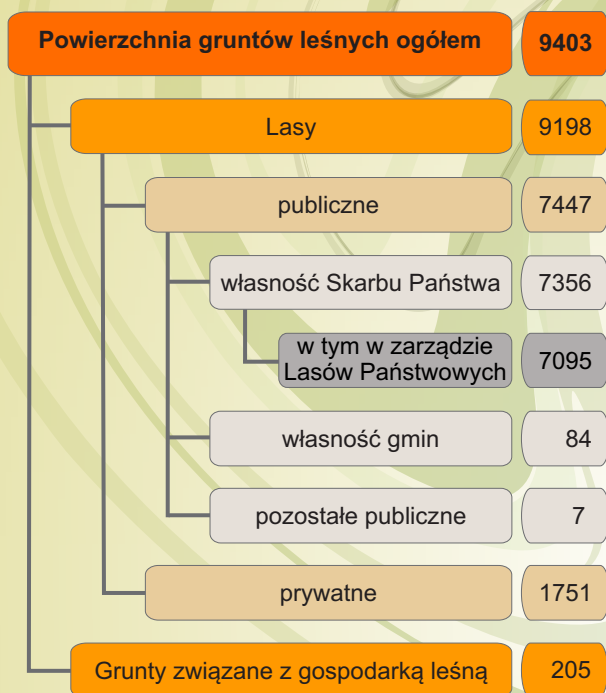 Powierzchnia gruntów leśnych ogółem 9403
Lasy 9198
publiczne 7447
własność Skarbu Państwa 7356
w tym w zarządzie
Lasów Państwowych 7095
własność gmin 84
pozostałe publiczne 7
prywatne 1751
Grunty związane z gospodarką leśną 205